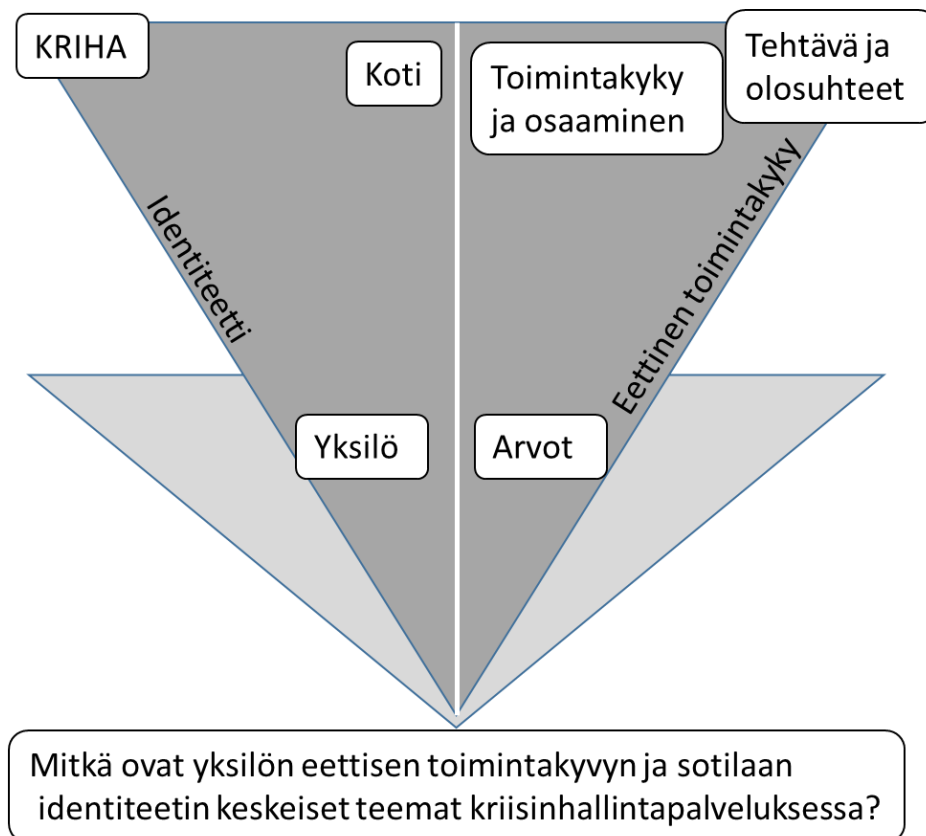 KRIHA
Koti
Toimintakyky
ja osaaminen
Tehtävä ja
olosuhteet
Identiteetti
Eettinen toimintakyky
Yksilö
Arvot
Mitkä ovat yksilön eettisen toimintakyvyn ja sotilaan
identiteetin keskeiset teemat kriisinhallintapalveluksessa?